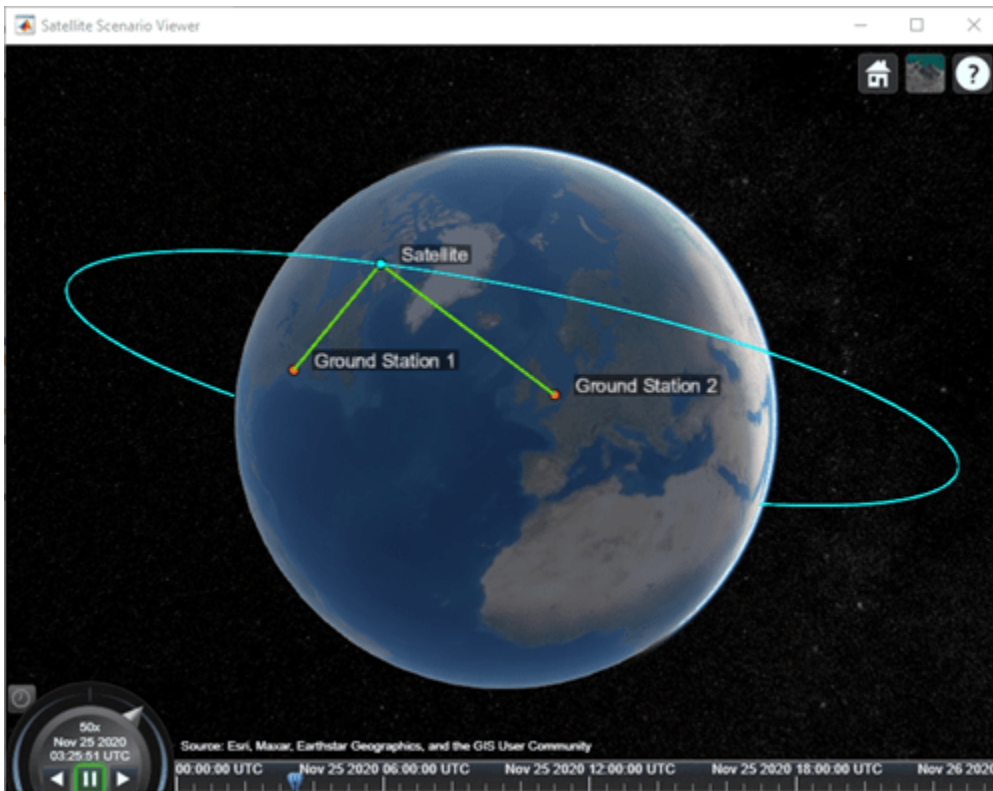 Satellite Scenario Viewer
?
Satellite
Ground Station 1
Ground Station 2
50x
Nov 25 2020
03:25:51 UTC
Source: Esri, Maxar, Earthstar Geographics, and the GIS User Community
00:00:00 UTC Nov 25 2020 06:00:00 UTC Nov 25 2020 12:00:00 UTC Nov 25 2020 18:00:00 UTC Nov 26 2020